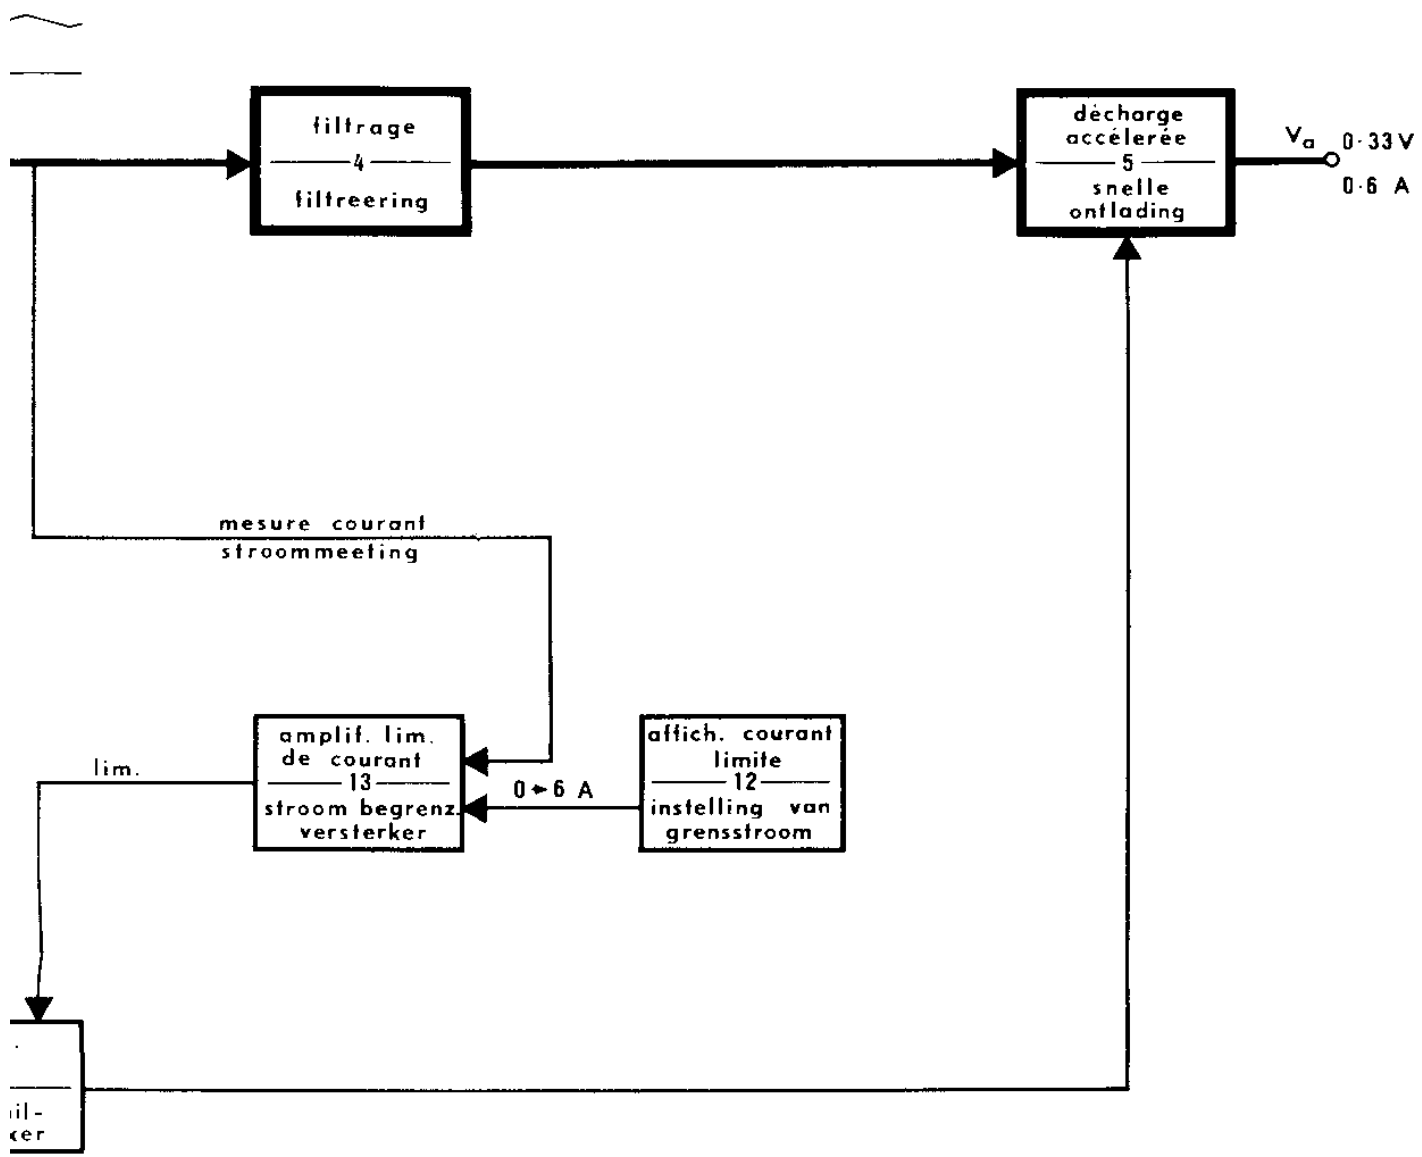 filtrage
4
filtreering
décharge
accélerée
5
snelle
ontlading
Va 0·33V
0·6 A
mesure courant
stroommeeting
amplif. lim.
de courant
13
stroom begrenz.
versterker
affich. courant
limite
12
instelling van
grensstroom
lim.
0 6 A